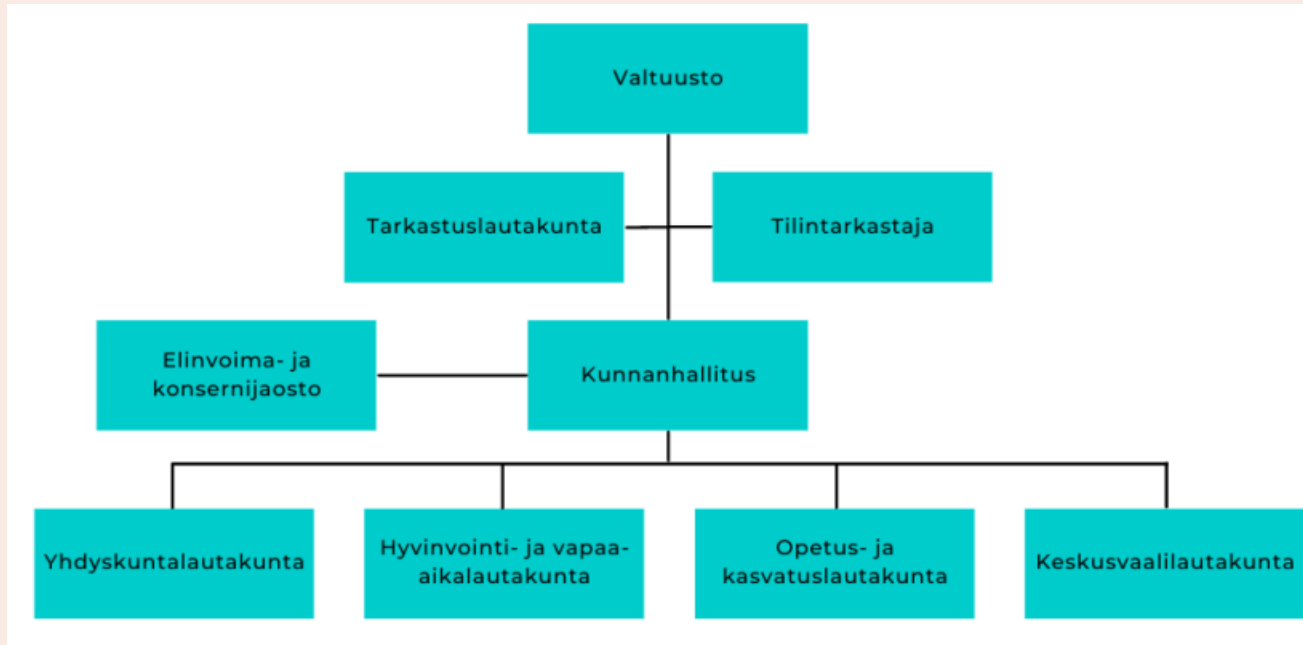 Valtuusto
Tarkastuslautakunta
Tilintarkastaja
Elinvoima- ja
konsernijaosto
Kunnanhallitus
Yhdyskuntalautakunta
Hyvinvointi- ja vapaa-
aikalautakunta
Opetus- ja
kasvatuslautakunta
Keskusvaalilautakunta